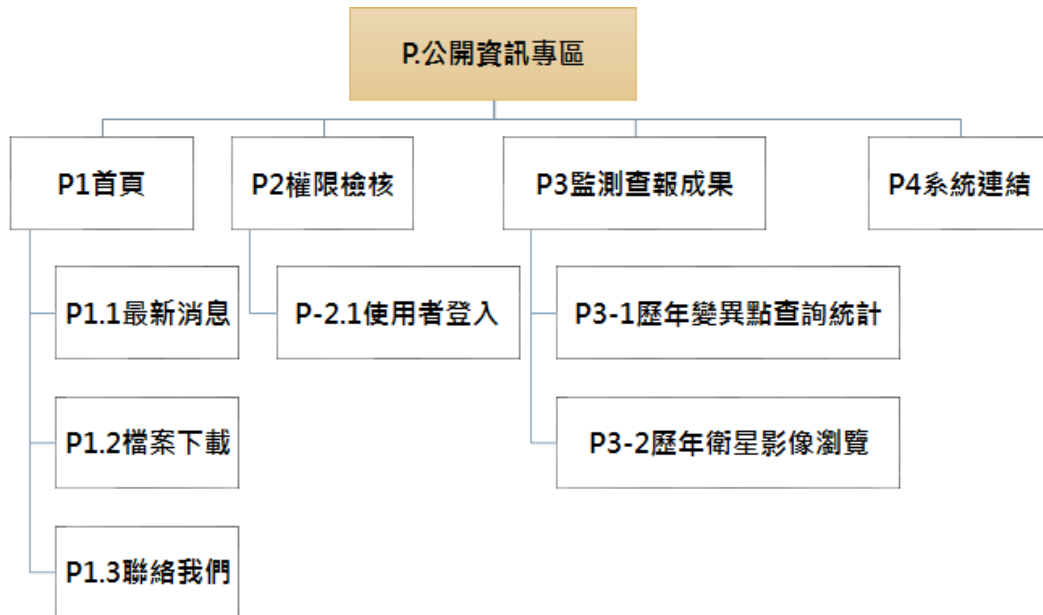 P.公開資訊專區
P1首頁
P2權限檢核
P3監測查報成果
P4系統連結
P1.1最新消息
P-2.1使用者登入
P3-1歷年變異點查詢統計
P1.2檔案下載
P3-2歷年衛星影像瀏覽
P1.3聯絡我們